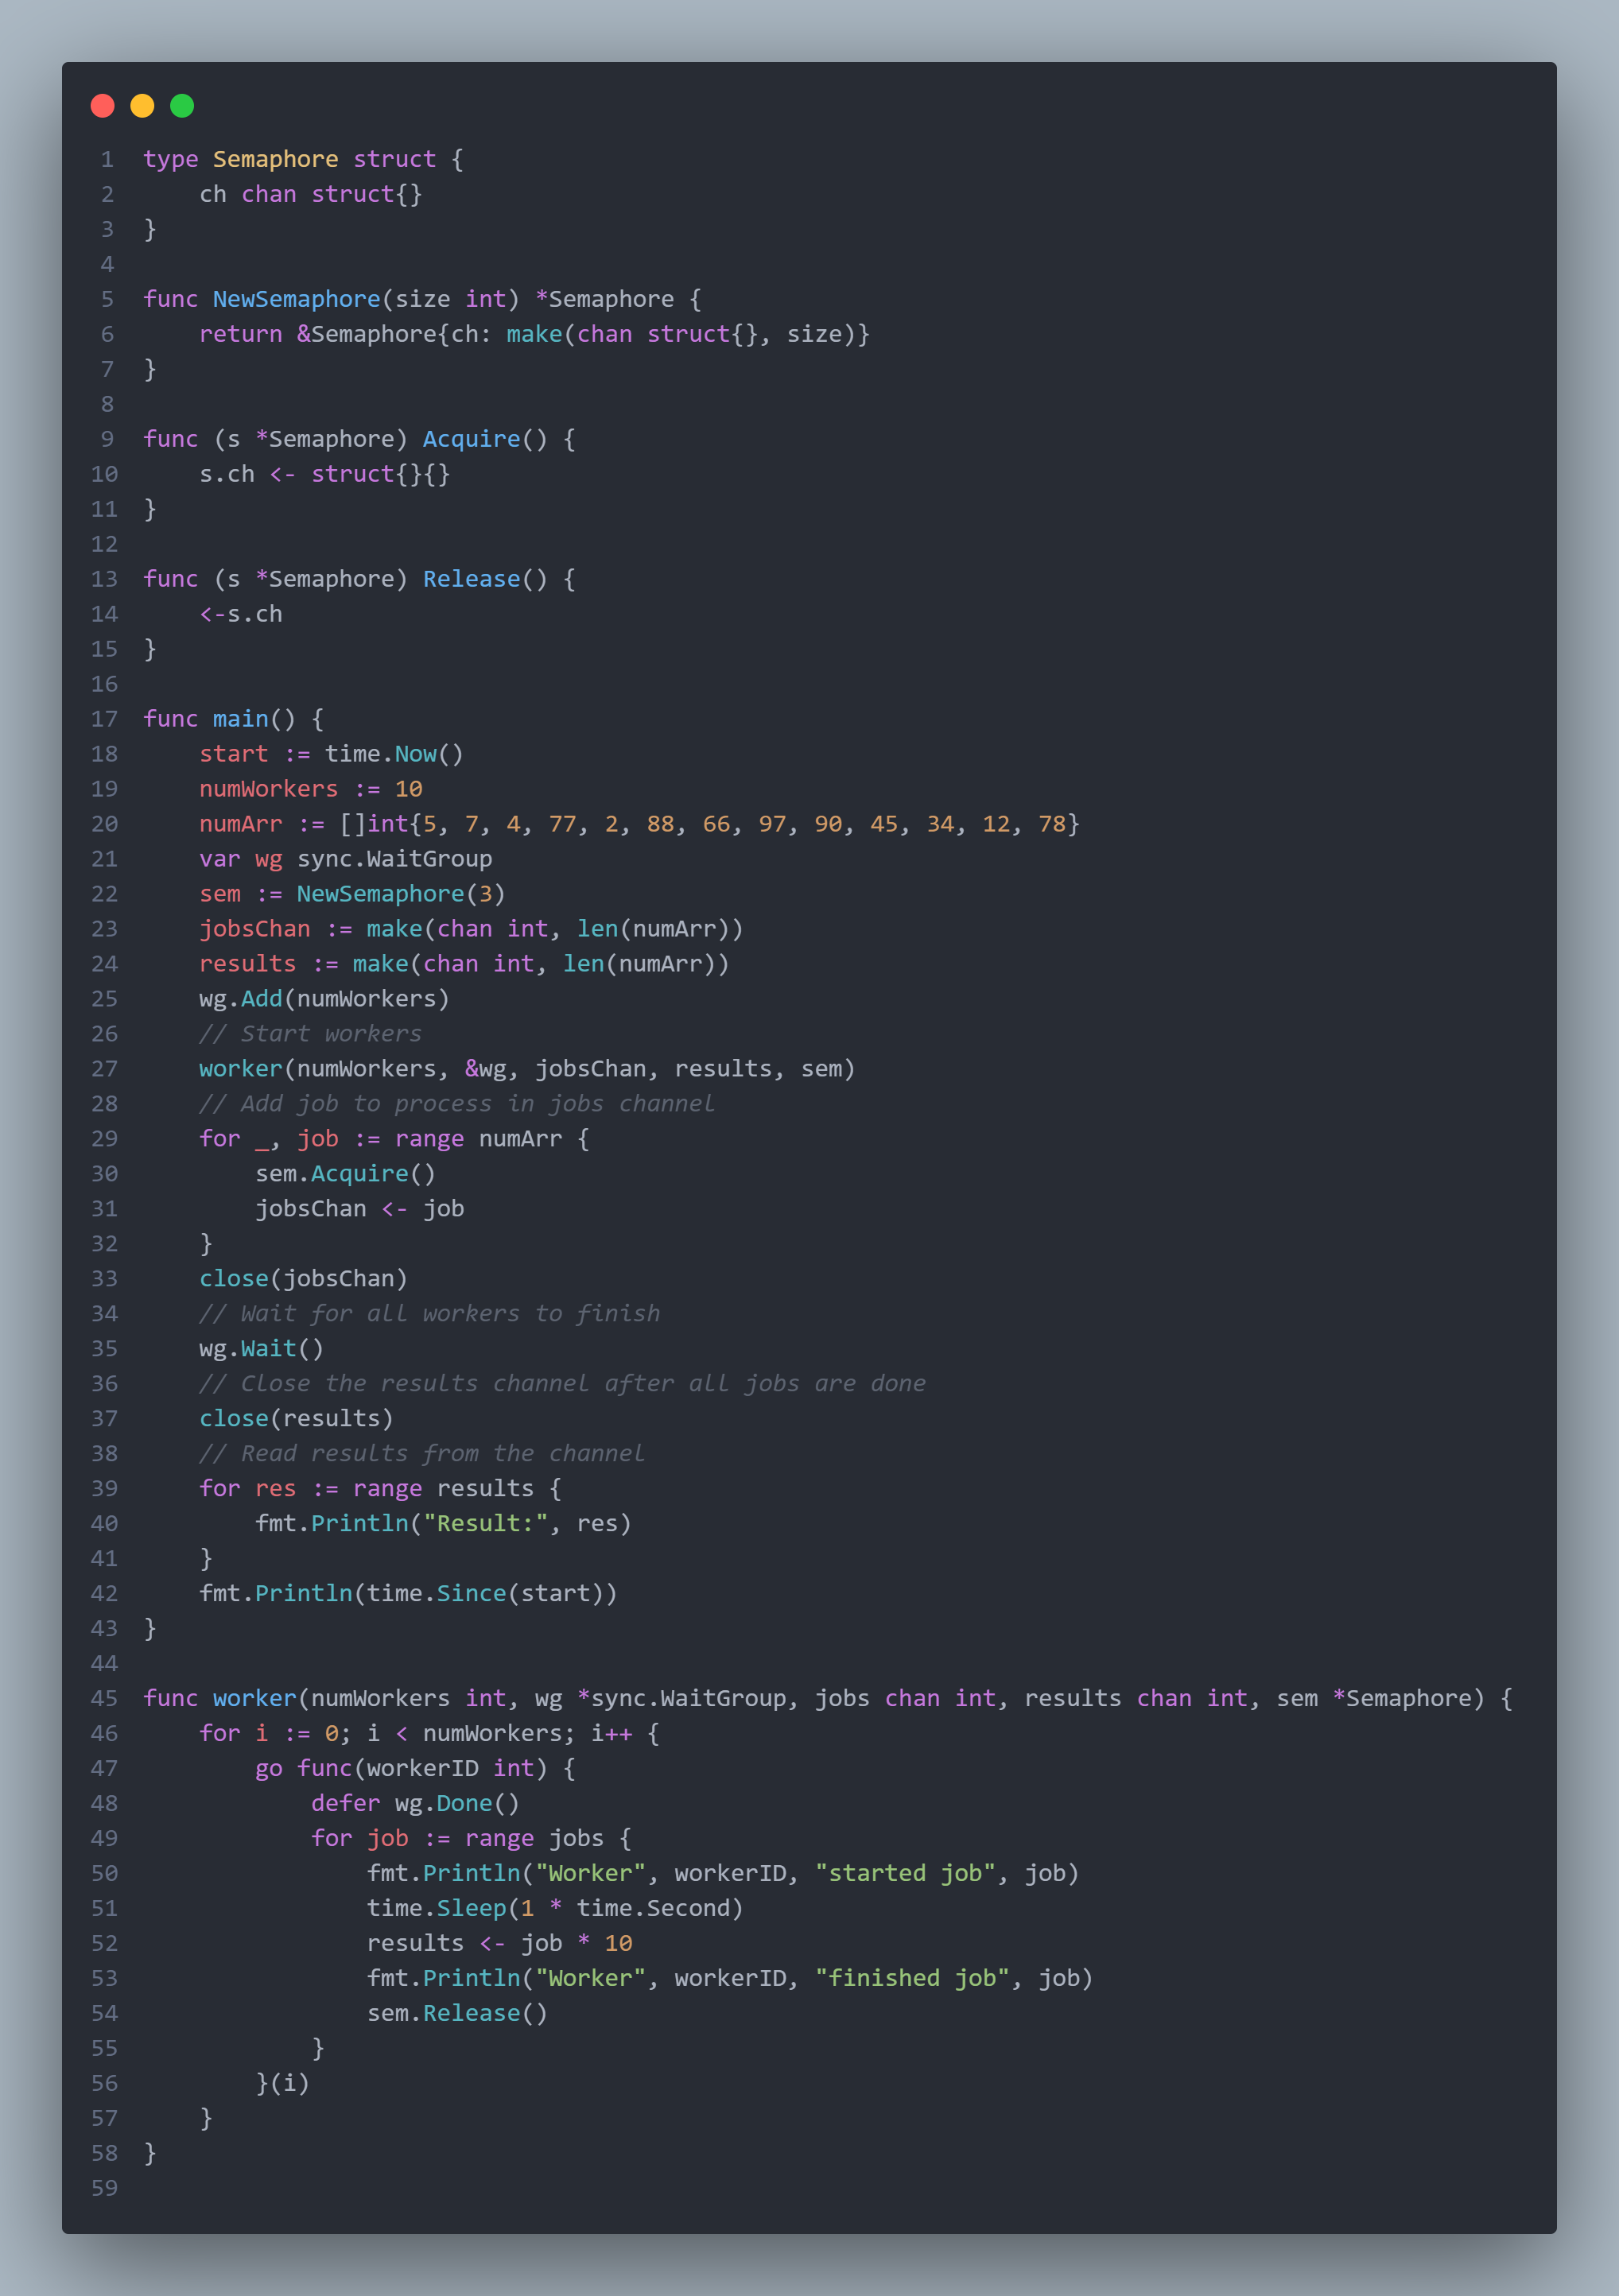 1 type Semaphore struct {
2     ch chan struct{}
3 }
4
5 func NewSemaphore(size int) *Semaphore {
6     return &Semaphore{ch: make(chan struct{}, size)}
7 }
8
9 func (s *Semaphore) Acquire() {
10     s.ch <- struct{}{}
11 }
12
13 func (s *Semaphore) Release() {
14     <-s.ch
15 }
16
17 func main() {
18     start := time.Now()
19     numWorkers := 10
20     numArr := []int{5, 7, 4, 77, 2, 88, 66, 97, 90, 45, 34, 12, 78}
21     var wg sync.WaitGroup
22     sem := NewSemaphore(3)
23     jobsChan := make(chan int, len(numArr))
24     results := make(chan int, len(numArr))
25     wg.Add(numWorkers)
26     // Start workers
27     worker(numWorkers, &wg, jobsChan, results, sem)
28     // Add job to process in jobs channel
29     for _, job := range numArr {
30         sem.Acquire()
31         jobsChan <- job
32     }
33     close(jobsChan)
34     // Wait for all workers to finish
35     wg.Wait()
36     // Close the results channel after all jobs are done
37     close(results)
38     // Read results from the channel
39     for res := range results {
40         fmt.Println("Result:", res)
41     }
42     fmt.Println(time.Since(start))
43 }
44
45 func worker(numWorkers int, wg *sync.WaitGroup, jobs chan int, results chan int, sem *Semaphore) {
46     for i := 0; i < numWorkers; i++ {
47         go func(workerID int) {
48             defer wg.Done()
49             for job := range jobs {
50                 fmt.Println("Worker", workerID, "started job", job)
51                 time.Sleep(1 * time.Second)
52                 results <- job * 10
53                 fmt.Println("Worker", workerID, "finished job", job)
54                 sem.Release()
55             }
56         }(i)
57     }
58 }
59